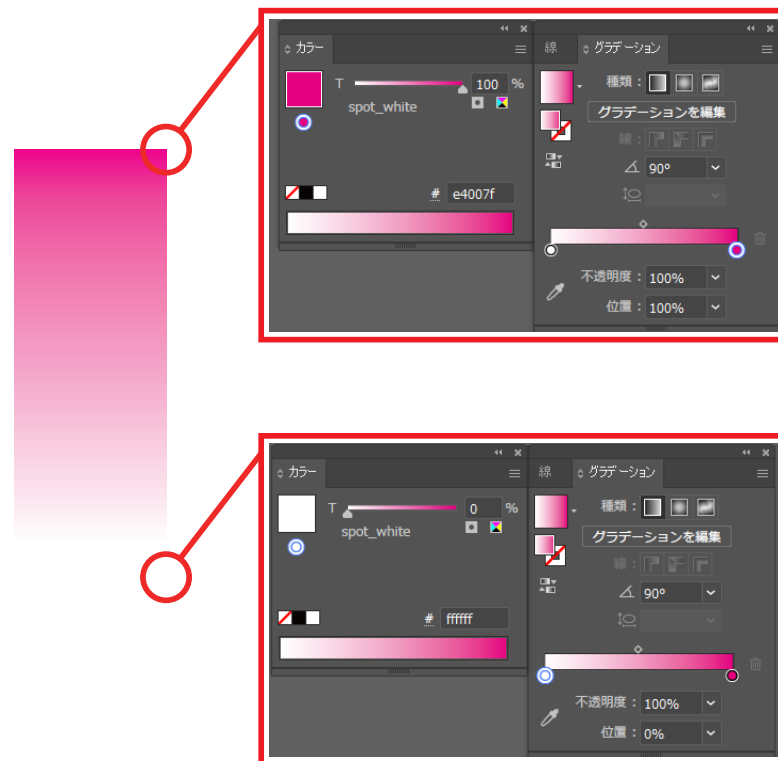 カラー
T 100 %
spot_white
# e4007f
線 グラデーション
種類：
グラデーションを編集
線：
90°
不透明度： 100%
位置： 100%
カラー
T 0 %
spot_white
# ffffff
線 グラデーション
種類：
グラデーションを編集
線：
90°
不透明度： 100%
位置： 0%